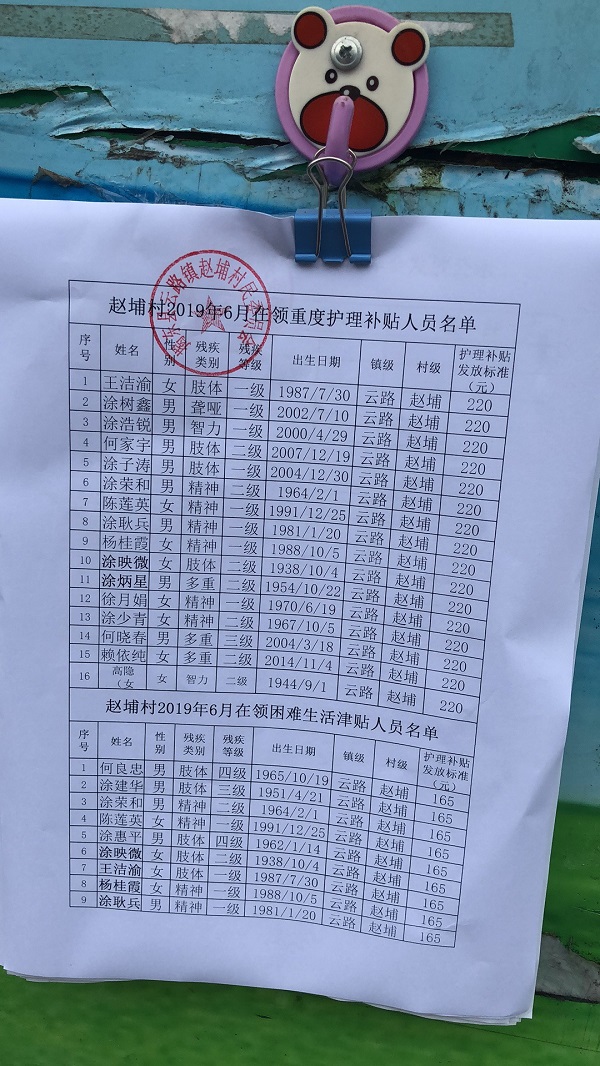 云路镇赵埔村民委员会
赵埔村2019年6月在领重度护理补贴人员名单
序号 姓名 性别 残疾类别 残疾等级 出生日期 镇级 村级 护理补贴发放标准(元)
1 王洁渝 女 肢体 一级 1987/7/30 云路 赵埔 220
2 涂树鑫 男 聋哑 一级 2002/7/10 云路 赵埔 220
3 涂浩锐 男 智力 一级 2000/4/29 云路 赵埔 220
4 何家宇 男 肢体 二级 2007/12/19 云路 赵埔 220
5 涂子涛 男 肢体 一级 2004/12/30 云路 赵埔 220
6 涂荣和 男 精神 二级 1964/2/1 云路 赵埔 220
7 陈莲英 女 精神 一级 1991/12/25 云路 赵埔 220
8 涂耿兵 男 精神 一级 1981/1/20 云路 赵埔 220
9 杨桂霞 女 精神 一级 1988/10/5 云路 赵埔 220
10 涂映微 女 肢体 二级 1938/10/4 云路 赵埔 220
11 涂炳星 男 多重 二级 1954/10/22 云路 赵埔 220
12 徐月娟 女 精神 一级 1970/6/19 云路 赵埔 220
13 涂少青 女 精神 二级 1967/10/5 云路 赵埔 220
14 何晓春 男 多重 三级 2004/3/18 云路 赵埔 220
15 赖依纯 女 多重 二级 2014/11/4 云路 赵埔 220
16 高隐(女 女 智力 二级 1944/9/1 云路 赵埔 220
赵埔村2019年6月在领困难生活津贴人员名单
序号 姓名 性别 残疾类别 残疾等级 出生日期 镇级 村级 护理补贴发放标准(元)
1 何良忠 男 肢体 四级 1965/10/19 云路 赵埔 165
2 涂建华 男 肢体 三级 1951/4/21 云路 赵埔 165
3 涂荣和 男 精神 二级 1964/2/1 云路 赵埔 165
4 陈莲英 女 精神 一级 1991/12/25 云路 赵埔 165
5 涂惠平 男 肢体 四级 1962/1/14 云路 赵埔 165
6 涂映微 女 肢体 二级 1938/10/4 云路 赵埔 165
7 王洁渝 女 肢体 一级 1987/7/30 云路 赵埔 165
8 杨桂霞 女 精神 一级 1988/10/5 云路 赵埔 165
9 涂耿兵 男 精神 一级 1981/1/20 云路 赵埔 165